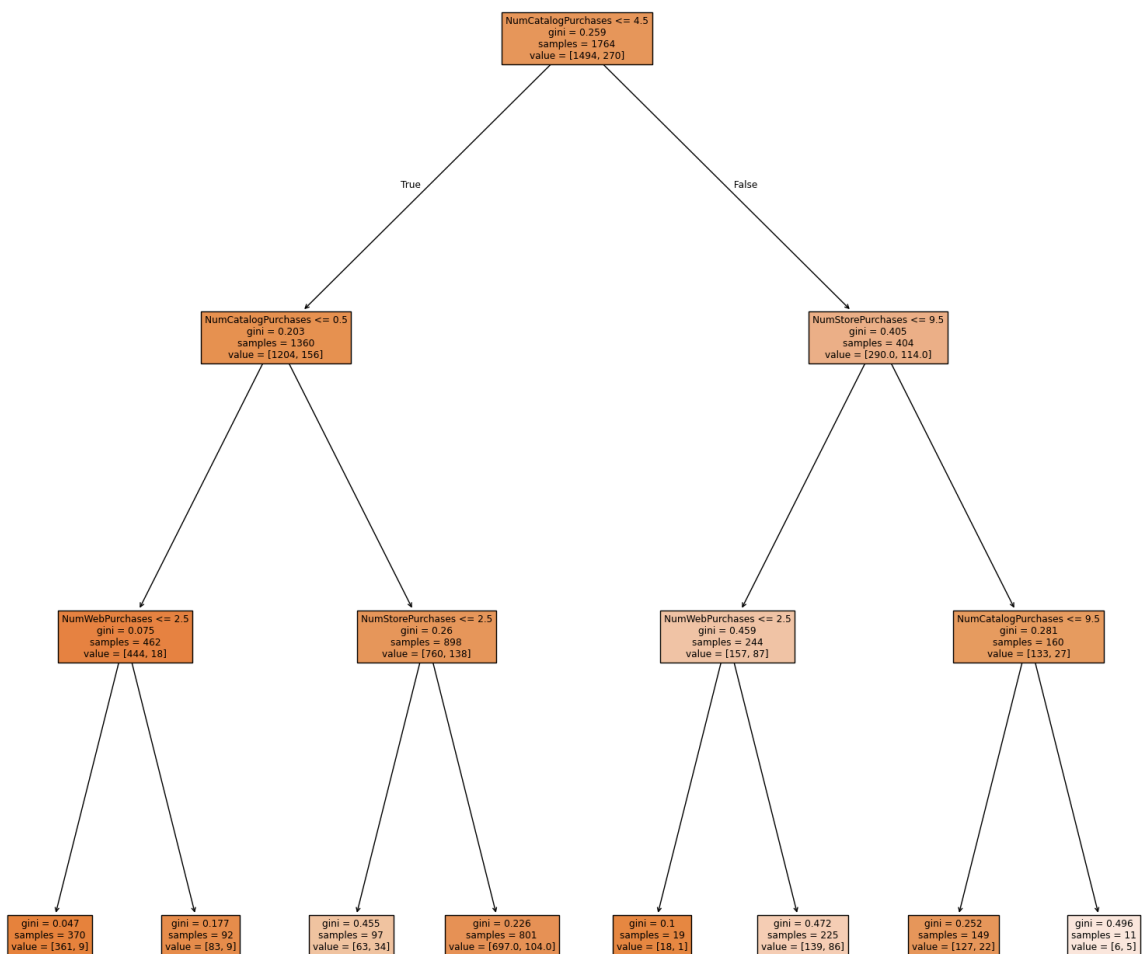 NumCatalogPurchases <= 4.5
gini = 0.259
samples = 1764
value = [1494, 270]
True
False
NumCatalogPurchases <= 0.5
gini = 0.203
samples = 1360
value = [1204, 156]
NumStorePurchases <= 9.5
gini = 0.405
samples = 404
value = [290.0, 114.0]
NumWebPurchases <= 2.5
gini = 0.075
samples = 462
value = [444, 18]
NumStorePurchases <= 2.5
gini = 0.26
samples = 898
value = [760, 138]
NumWebPurchases <= 2.5
gini = 0.459
samples = 244
value = [157, 87]
NumCatalogPurchases <= 9.5
gini = 0.281
samples = 160
value = [133, 27]
gini = 0.047
samples = 370
value = [361, 9]
gini = 0.177
samples = 92
value = [83, 9]
gini = 0.455
samples = 97
value = [63, 34]
gini = 0.226
samples = 801
value = [697.0, 104.0]
gini = 0.1
samples = 19
value = [18, 1]
gini = 0.472
samples = 225
value = [139, 86]
gini = 0.252
samples = 149
value = [127, 22]
gini = 0.496
samples = 11
value = [6, 5]